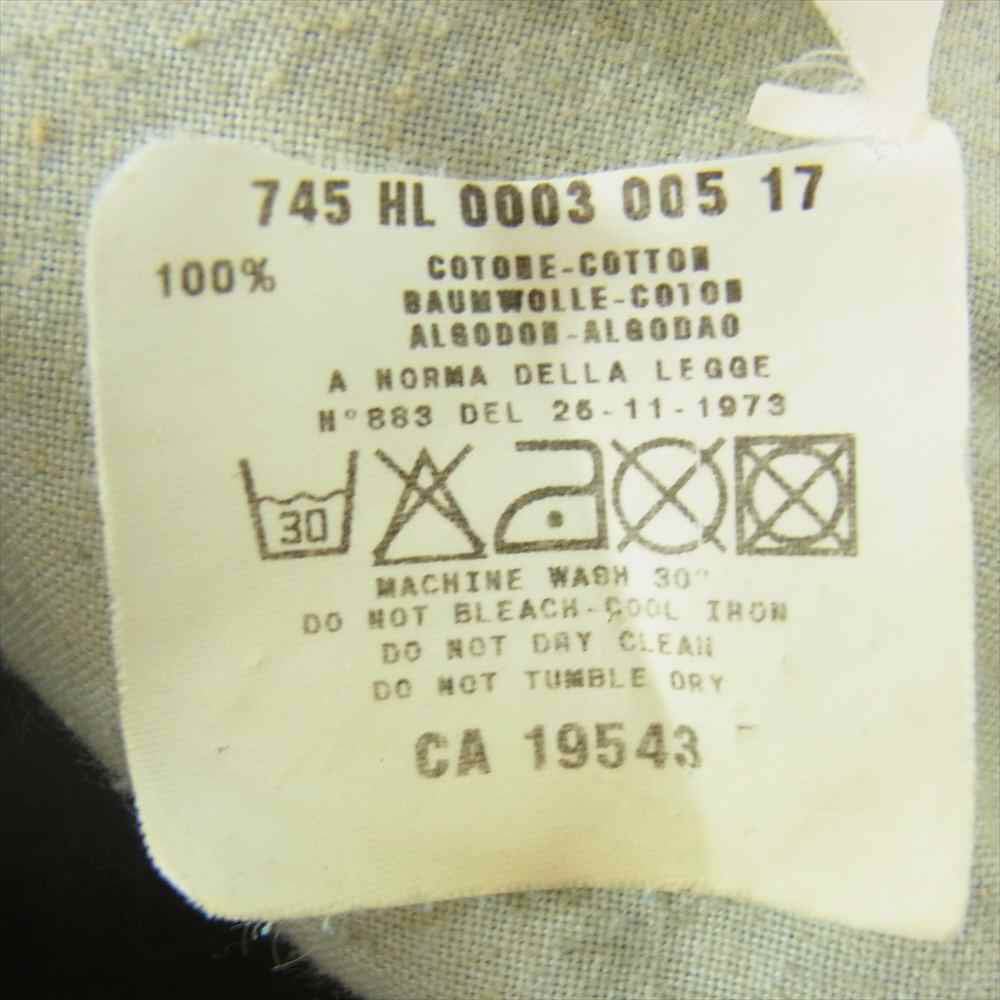 745 HL 0003 005 17
100% COTONE-COTTON
BAUMWOLLE-COTON
ALGODON-ALGODAO
A NORMA DELLA LEGGE
N°883 DEL 26-11-1973
30
MACHINE WASH 30°
DO NOT BLEACH-COOL IRON
DO NOT DRY CLEAN
DO NOT TUMBLE DRY
CA 19543